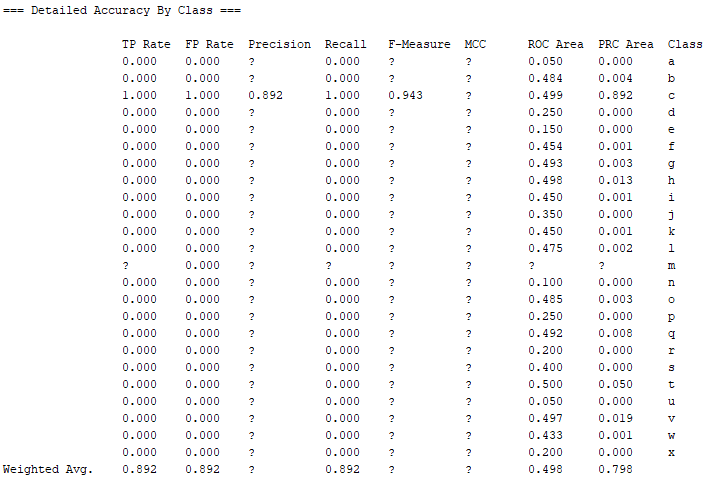 === Detailed Accuracy By Class ===
TP Rate FP Rate Precision Recall F-Measure MCC ROC Area PRC Area Class
0.000 0.000 ? 0.000 ? ? 0.050 0.000 a
0.000 0.000 ? 0.000 ? ? 0.484 0.004 b
1.000 1.000 0.892 1.000 0.943 ? 0.499 0.892 c
0.000 0.000 ? 0.000 ? ? 0.250 0.000 d
0.000 0.000 ? 0.000 ? ? 0.150 0.000 e
0.000 0.000 ? 0.000 ? ? 0.454 0.001 f
0.000 0.000 ? 0.000 ? ? 0.493 0.003 g
0.000 0.000 ? 0.000 ? ? 0.498 0.013 h
0.000 0.000 ? 0.000 ? ? 0.450 0.001 i
0.000 0.000 ? 0.000 ? ? 0.350 0.000 j
0.000 0.000 ? 0.000 ? ? 0.450 0.001 k
0.000 0.000 ? 0.000 ? ? 0.475 0.002 l
? 0.000 ? ? ? ? ? ? m
0.000 0.000 ? 0.000 ? ? 0.100 0.000 n
0.000 0.000 ? 0.000 ? ? 0.485 0.003 o
0.000 0.000 ? 0.000 ? ? 0.250 0.000 p
0.000 0.000 ? 0.000 ? ? 0.492 0.008 q
0.000 0.000 ? 0.000 ? ? 0.200 0.000 r
0.000 0.000 ? 0.000 ? ? 0.400 0.000 s
0.000 0.000 ? 0.000 ? ? 0.500 0.050 t
0.000 0.000 ? 0.000 ? ? 0.050 0.000 u
0.000 0.000 ? 0.000 ? ? 0.497 0.019 v
0.000 0.000 ? 0.000 ? ? 0.433 0.001 w
0.000 0.000 ? 0.000 ? ? 0.200 0.000 x
Weighted Avg. 0.892 0.892 ? 0.892 ? ? 0.498 0.798